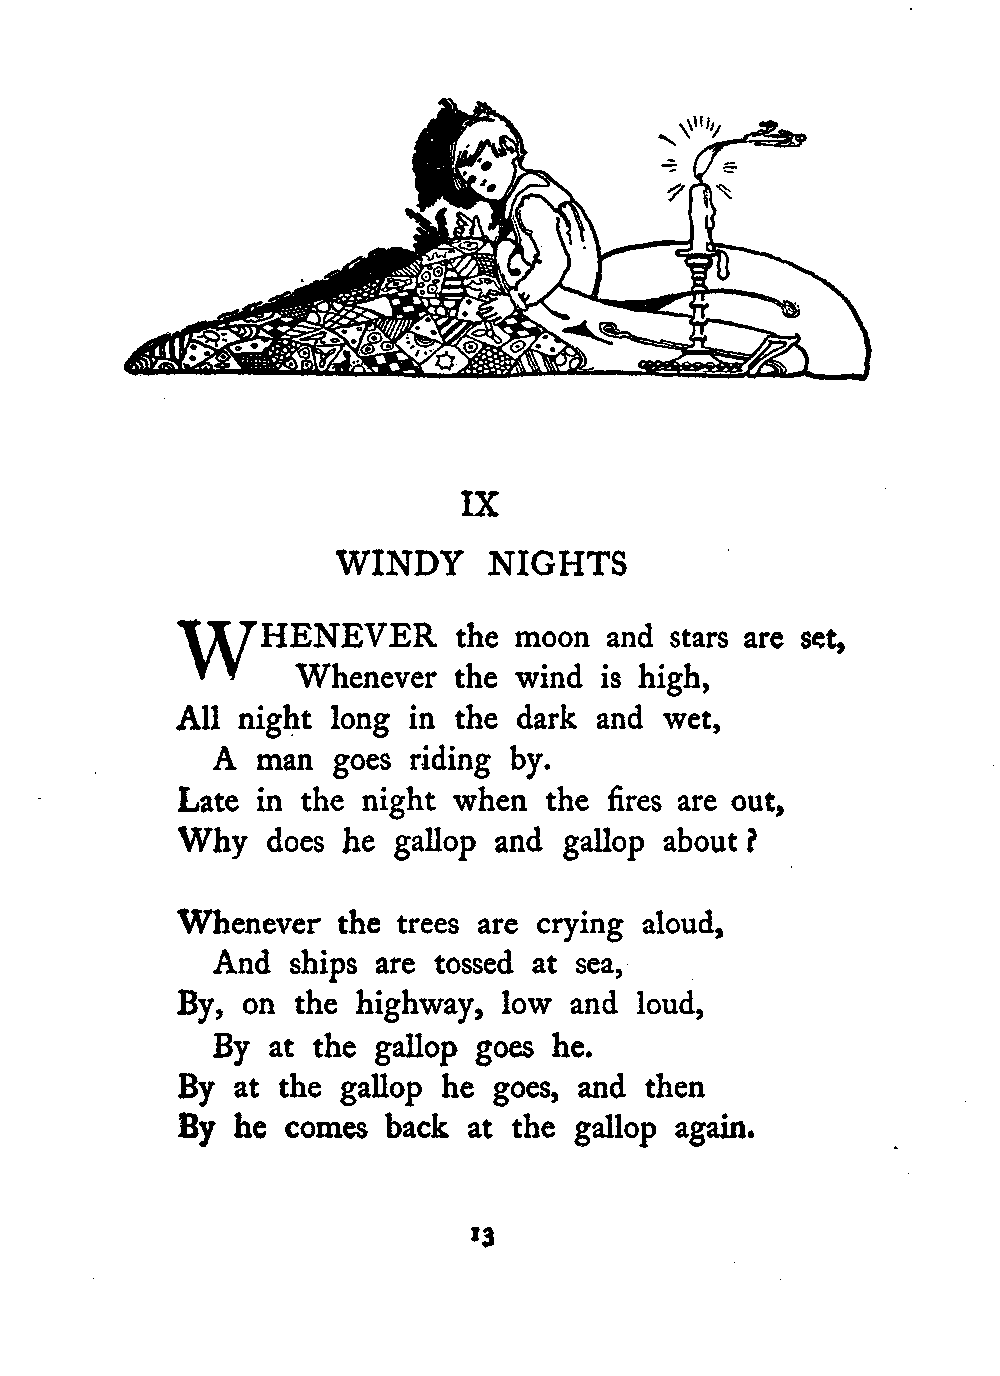 IX
WINDY NIGHTS
WHENEVER the moon and stars are set,
Whenever the wind is high,
All night long in the dark and wet,
A man goes riding by.
Late in the night when the fires are out,
Why does he gallop and gallop about?
Whenever the trees are crying aloud,
And ships are tossed at sea,
By, on the highway, low and loud,
By at the gallop goes he.
By at the gallop he goes, and then
By he comes back at the gallop again.
13